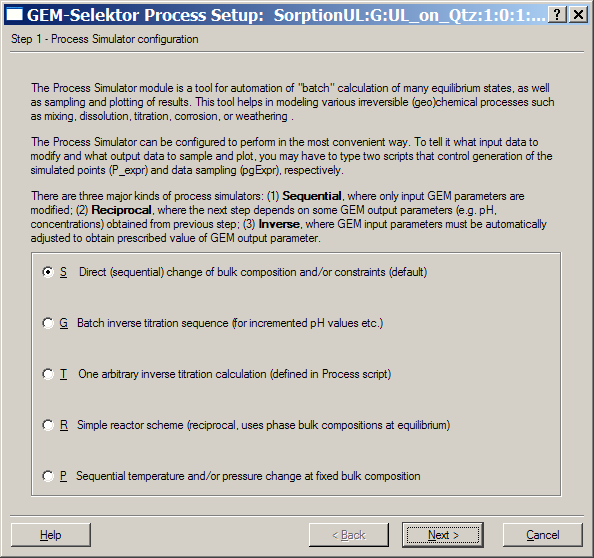 GEM-Selektor Process Setup: SorptionUL:G:UL_on_Qtz:1:0:1:...
Step 1 - Process Simulator configuration
The Process Simulator module is a tool for automation of "batch" calculation of many equilibrium states, as well
as sampling and plotting of results. This tool helps in modeling various irreversible (geo)chemical processes such
as mixing, dissolution, titration, corrosion, or weathering .
The Process Simulator can be configured to perform in the most convenient way. To tell it what input data to
modify and what output data to sample and plot, you may have to type two scripts that control generation of the
simulated points (P_expr) and data sampling (pgExpr), respectively.
There are three major kinds of process simulators: (1) Sequential, where only input GEM parameters are
modified; (2) Reciprocal, where the next step depends on some GEM output parameters (e.g. pH,
concentrations) obtained from previous step; (3) Inverse, where GEM input parameters must be automatically
adjusted to obtain prescribed value of GEM output parameter.
S Direct (sequential) change of bulk composition and/or constraints (default)
G Batch inverse titration sequence (for incremented pH values etc.)
T One arbitrary inverse titration calculation (defined in Process script)
R Simple reactor scheme (reciprocal, uses phase bulk compositions at equilibrium)
P Sequential temperature and/or pressure change at fixed bulk composition
Help < Back Next > Cancel